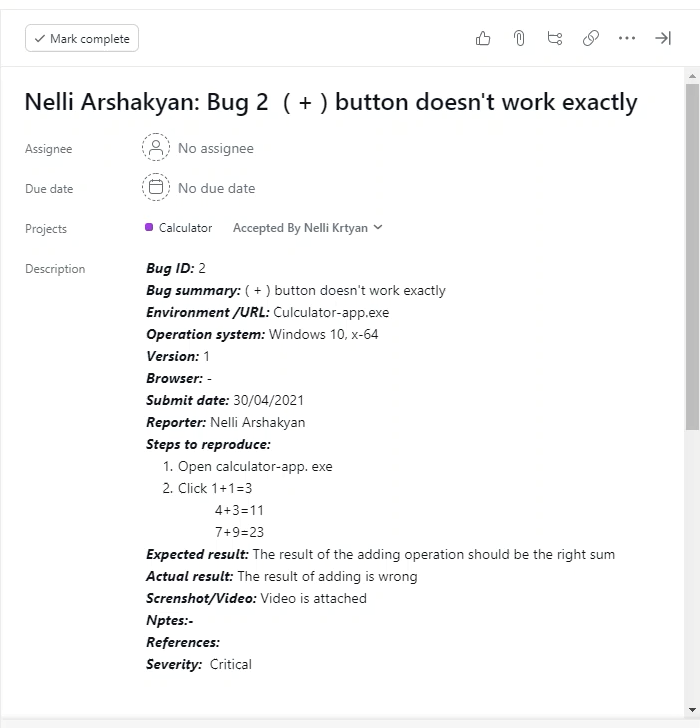 Mark complete
Nelli Arshakyan: Bug 2 ( + ) button doesn't work exactly
Assignee No assignee
Due date No due date
Projects Calculator Accepted By Nelli Krtyan
Description Bug ID: 2
Bug summary: ( + ) button doesn't work exactly
Environment /URL: Culculator-app.exe
Operation system: Windows 10, x-64
Version: 1
Browser: -
Submit date: 30/04/2021
Reporter: Nelli Arshakyan
Steps to reproduce:
1. Open calculator-app. exe
2. Click 1+1=3
4+3=11
7+9=23
Expected result: The result of the adding operation should be the right sum
Actual result: The result of adding is wrong
Screnshot/Video: Video is attached
Nptes:-
References:
Severity: Critical